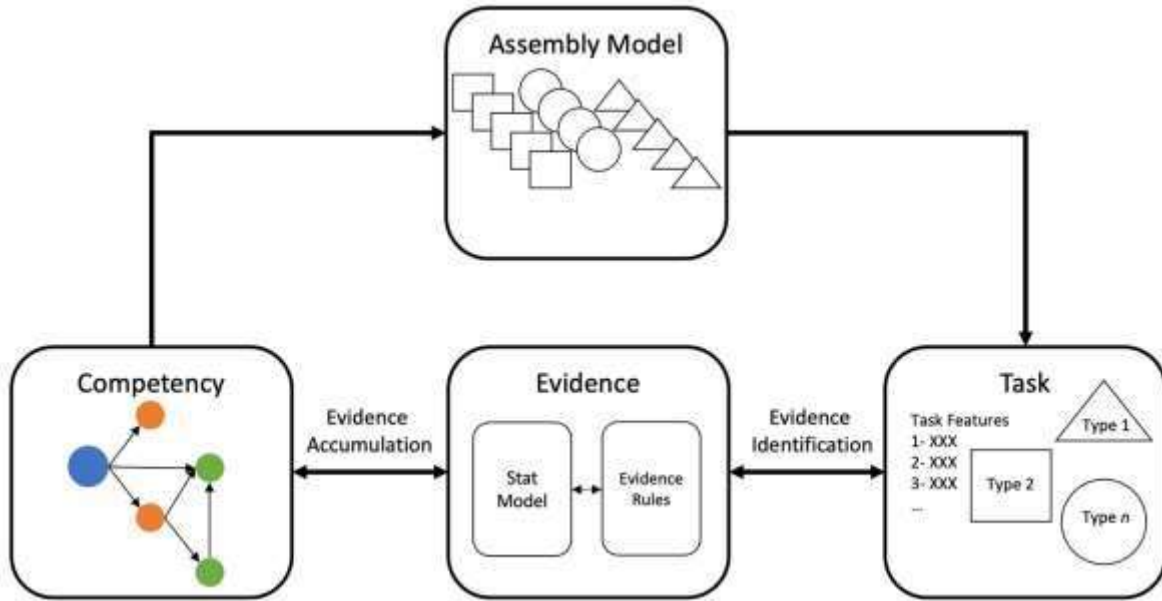 Assembly Model
Competency
Evidence
Accumulation
Evidence
Stat
Model
Evidence
Rules
Evidence
Identification
Task
Task Features
1- XXX
2- XXX
3- XXX
...
Type 1
Type 2
Type n